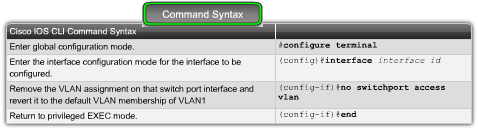 Command Syntax
Cisco IOS CLI Command Syntax
Enter global configuration mode. #configure terminal
Enter the interface configuration mode for the interface to be (config)#interface interface id
configured.
Remove the VLAN assignment on that switch port interface and (config-if)#no switchport access
revert it to the default VLAN membership of VLAN1 vlan
Return to privileged EXEC mode. (config-if)#end